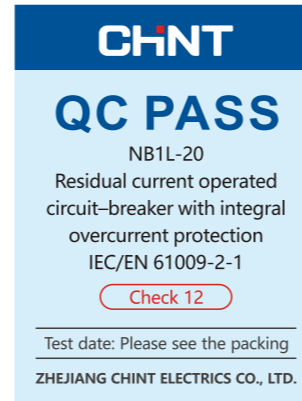 CHINT
QC PASS
NB1L-20
Residual current operated
circuit–breaker with integral
overcurrent protection
IEC/EN 61009-2-1
Check 12
Test date: Please see the packing
ZHEJIANG CHINT ELECTRICS CO., LTD.